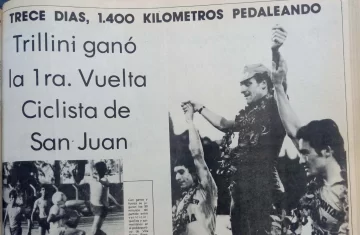 TRECE DIAS, 1.400 KILOMETROS PEDALEANDO
Trillini ganó
la 1ra. Vuelta
Ciclista de
San Juan